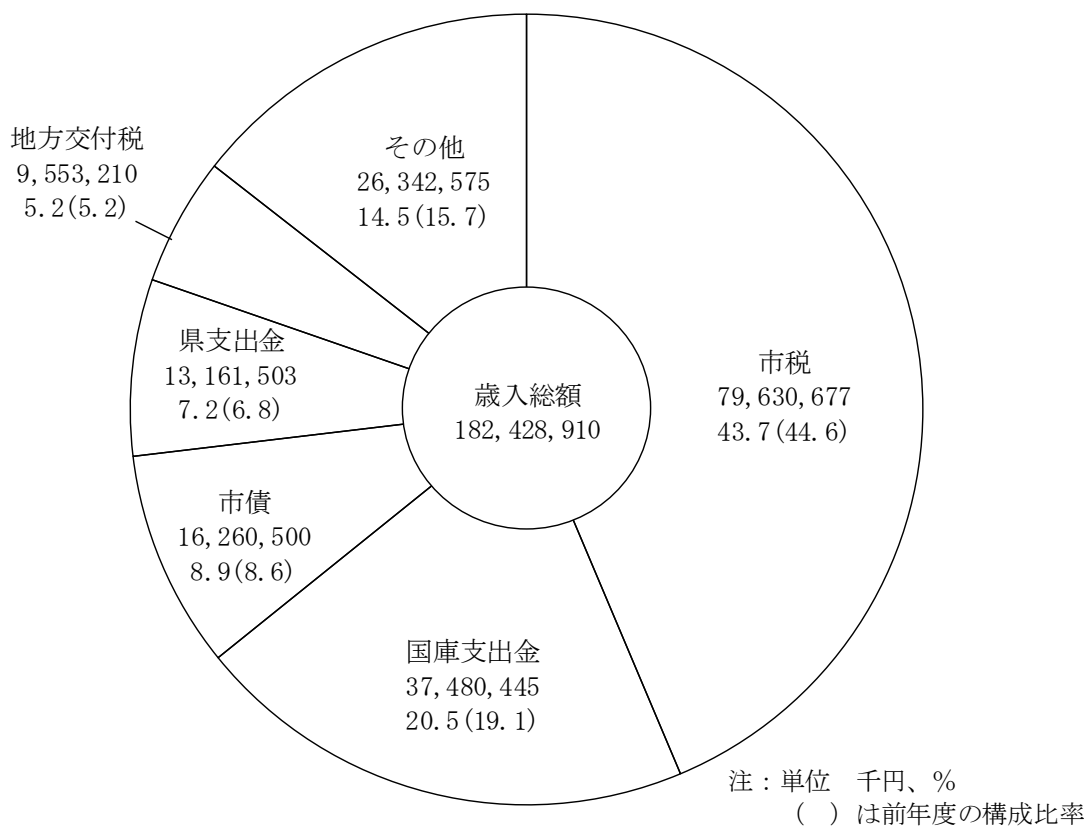 地方交付税
9,553,210
5.2(5.2)
その他
26,342,575
14.5(15.7)
県支出金
13,161,503
7.2(6.8)
歳入総額
182,428,910
市税
79,630,677
43.7(44.6)
市債
16,260,500
8.9(8.6)
国庫支出金
37,480,445
20.5(19.1)
注：単位　千円、％
（　）は前年度の構成比率